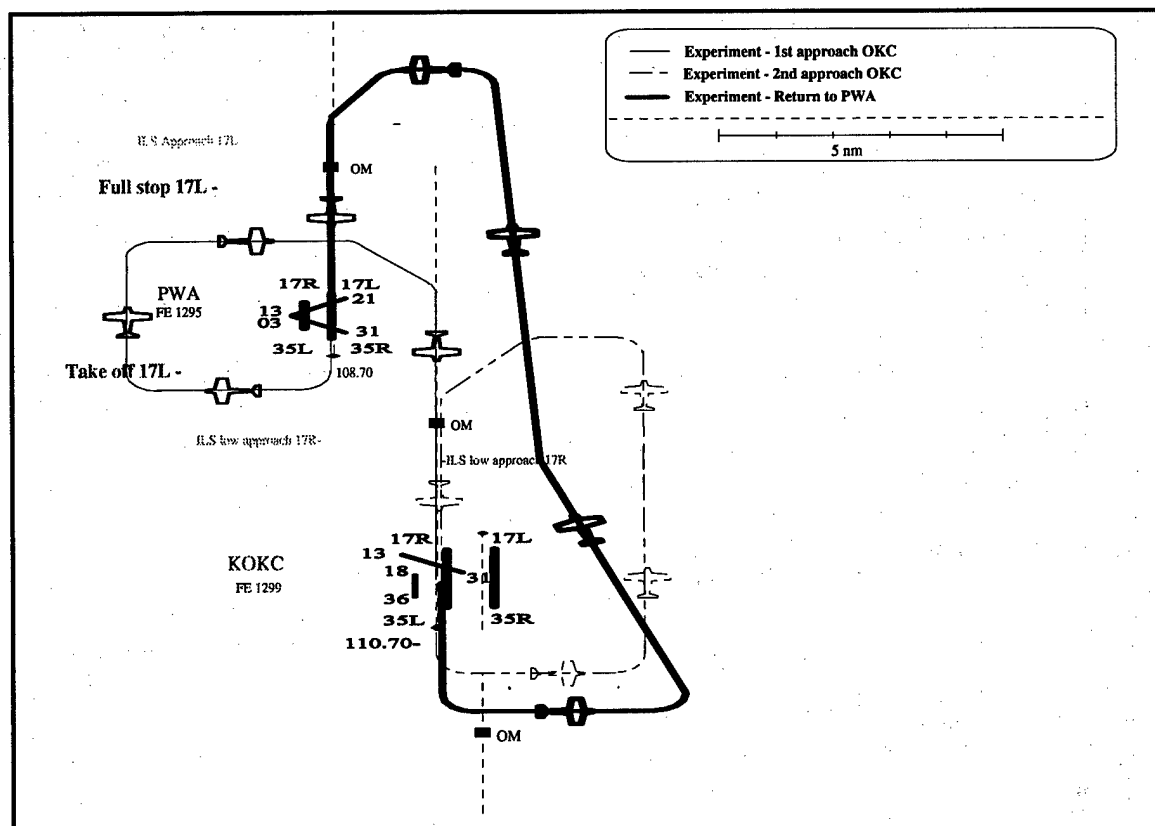 Experiment - 1st approach OKC
Experiment - 2nd approach OKC
Experiment - Return to PWA
5 nm
ILS Approach 17L
OM
Full stop 17L -
17R 17L
PWA
21
FE 1295
13
03
31
35L 35R
Take off 17L -
108.70
OM
ILS low approach 17R-
-ILS low approach 17R
17R 17L
13
KOKC
18
31
FE 1299
36
35L 35R
110.70-
OM